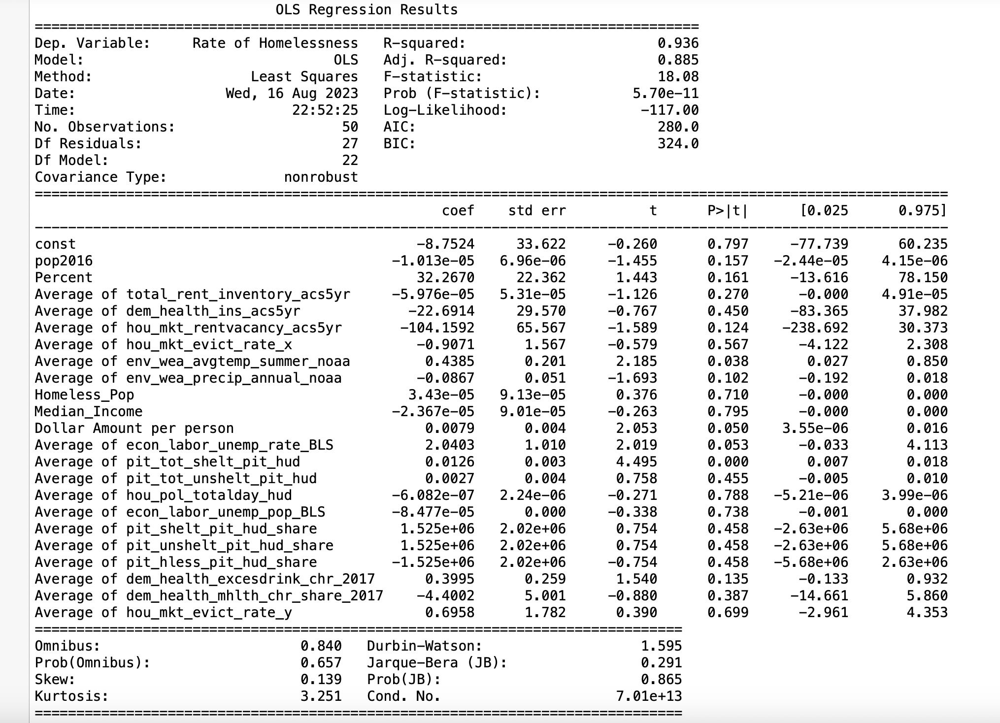 OLS Regression Results
==============================================================================
Dep. Variable: Rate of Homelessness R-squared: 0.936
Model: OLS Adj. R-squared: 0.885
Method: Least Squares F-statistic: 18.08
Date: Wed, 16 Aug 2023 Prob (F-statistic): 5.70e-11
Time: 22:52:25 Log-Likelihood: -117.00
No. Observations: 50 AIC: 280.0
Df Residuals: 27 BIC: 324.0
Df Model: 22
Covariance Type: nonrobust
==============================================================================
coef std err t P>|t| [0.025 0.975]
------------------------------------------------------------------------------
const -8.7524 33.622 -0.260 0.797 -77.739 60.235
pop2016 -1.013e-05 6.96e-06 -1.455 0.157 -2.44e-05 4.15e-06
Percent 32.2670 22.362 1.443 0.161 -13.616 78.150
Average of total_rent_inventory_acs5yr -5.976e-05 5.31e-05 -1.126 0.270 -0.000 4.91e-05
Average of dem_health_ins_acs5yr -22.6914 29.570 -0.767 0.450 -83.365 37.982
Average of hou_mkt_rentvacancy_acs5yr -104.1592 65.567 -1.589 0.124 -238.692 30.373
Average of hou_mkt_evict_rate_x -0.9071 1.567 -0.579 0.567 -4.122 2.308
Average of env_wea_avgtemp_summer_noaa 0.4385 0.201 2.185 0.038 0.027 0.850
Average of env_wea_precip_annual_noaa -0.0867 0.051 -1.693 0.102 -0.192 0.018
Homeless_Pop 3.43e-05 9.13e-05 0.376 0.710 -0.000 0.000
Median_Income -2.367e-05 9.01e-05 -0.263 0.795 -0.000 0.000
Dollar Amount per person 0.0079 0.004 2.053 0.050 3.55e-06 0.016
Average of econ_labor_unemp_rate_BLS 2.0403 1.010 2.019 0.053 -0.033 4.113
Average of pit_tot_shelt_pit_hud 0.0126 0.003 4.495 0.000 0.007 0.018
Average of pit_tot_unshelt_pit_hud 0.0027 0.004 0.758 0.455 -0.005 0.010
Average of hou_pol_totalday_hud -6.082e-07 2.24e-06 -0.271 0.788 -5.21e-06 3.99e-06
Average of econ_labor_unemp_pop_BLS -8.477e-05 0.000 -0.338 0.738 -0.001 0.000
Average of pit_shelt_pit_hud_share 1.525e+06 2.02e+06 0.754 0.458 -2.63e+06 5.68e+06
Average of pit_unshelt_pit_hud_share 1.525e+06 2.02e+06 0.754 0.458 -2.63e+06 5.68e+06
Average of pit_hless_pit_hud_share -1.525e+06 2.02e+06 -0.754 0.458 -5.68e+06 2.63e+06
Average of dem_health_excesdrink_chr_2017 0.3995 0.259 1.540 0.135 -0.133 0.932
Average of dem_health_mhlth_chr_share_2017 -4.4002 5.001 -0.880 0.387 -14.661 5.860
Average of hou_mkt_evict_rate_y 0.6958 1.782 0.390 0.699 -2.961 4.353
==============================================================================
Omnibus: 0.840 Durbin-Watson: 1.595
Prob(Omnibus): 0.657 Jarque-Bera (JB): 0.291
Skew: 0.139 Prob(JB): 0.865
Kurtosis: 3.251 Cond. No. 7.01e+13
==============================================================================